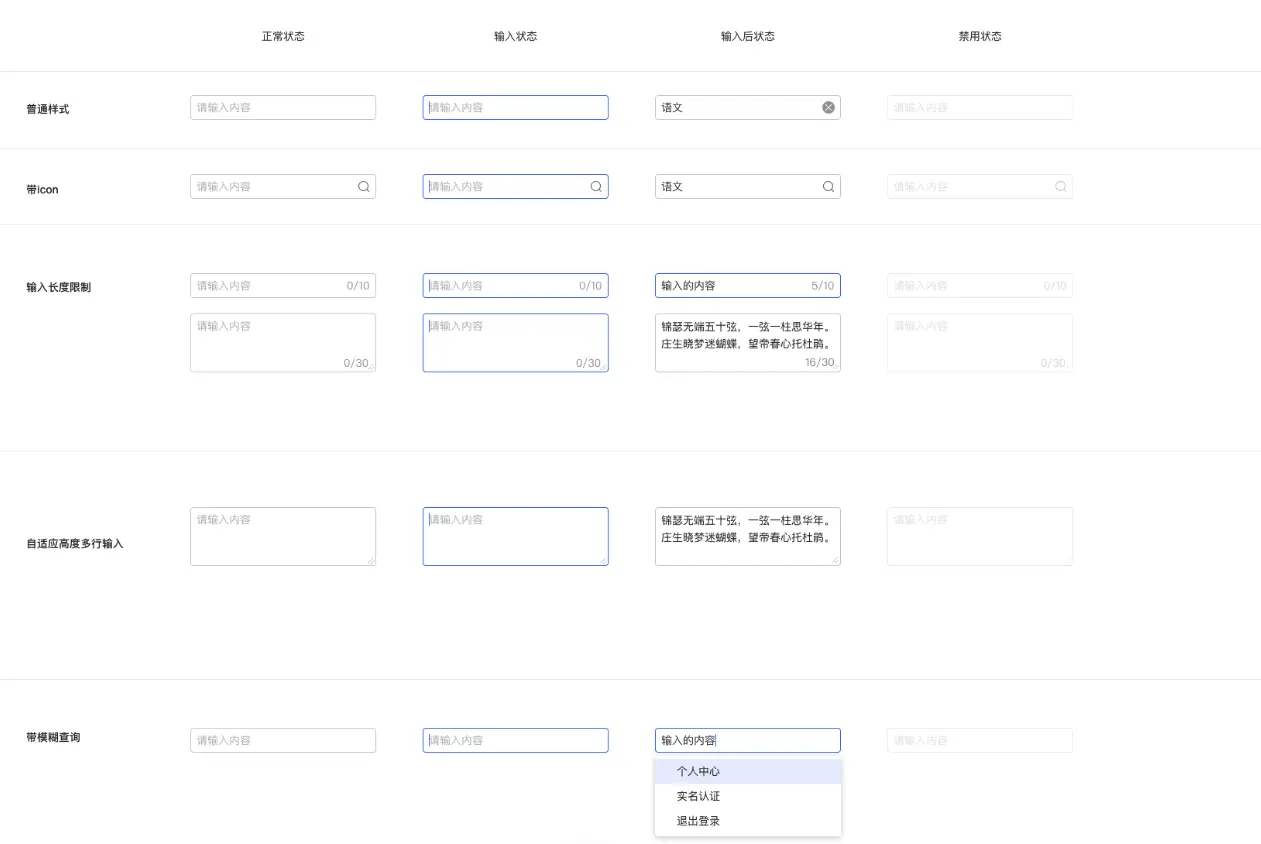 正常状态
输入状态
输入后状态
禁用状态
普通样式
请输入内容
请输入内容
语文
请输入内容
带icon
请输入内容
请输入内容
语文
请输入内容
输入长度限制
请输入内容 0/10
请输入内容 0/10
输入的内容 5/10
请输入内容 0/10
请输入内容
0/30
请输入内容
0/30
锦瑟无端五十弦，一弦一柱思华年。
庄生晓梦迷蝴蝶，望帝春心托杜鹃。
16/30
请输入内容
0/30
自适应高度多行输入
请输入内容
请输入内容
锦瑟无端五十弦，一弦一柱思华年。
庄生晓梦迷蝴蝶，望帝春心托杜鹃。
请输入内容
带模糊查询
请输入内容
请输入内容
输入的内容
请输入内容
个人中心
实名认证
退出登录